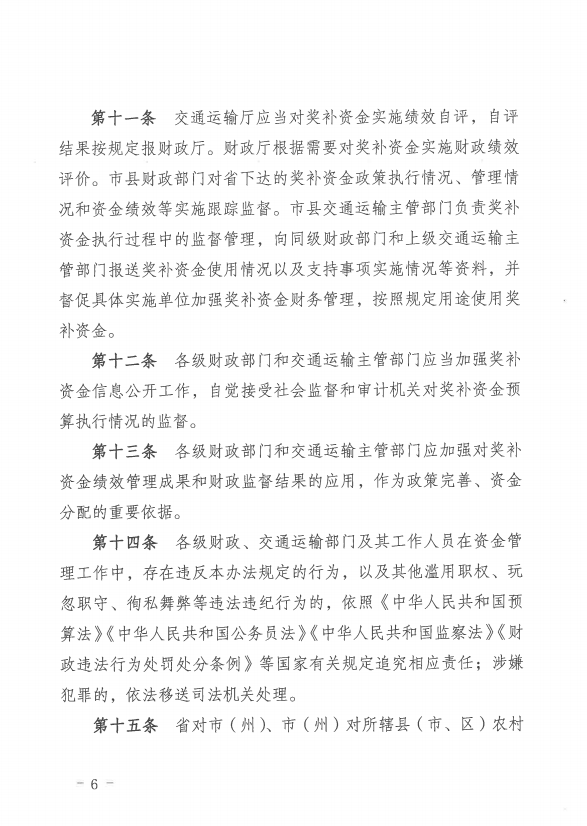 第十一条 交通运输厅应当对奖补资金实施绩效自评，自评
结果按规定报财政厅。财政厅根据需要对奖补资金实施财政绩效
评价。市县财政部门对省下达的奖补资金政策执行情况、管理情
况和资金绩效等实施跟踪监督。市县交通运输主管部门负责奖补
资金执行过程中的监督管理，向同级财政部门和上级交通运输主
管部门报送奖补资金使用情况以及支持事项实施情况等资料，并
督促具体实施单位加强奖补资金财务管理，按照规定用途使用奖
补资金。
第十二条 各级财政部门和交通运输主管部门应当加强奖补
资金信息公开工作，自觉接受社会监督和审计机关对奖补资金预
算执行情况的监督。
第十三条 各级财政部门和交通运输主管部门应加强对奖补
资金绩效管理成果和财政监督结果的应用，作为政策完善、资金
分配的重要依据。
第十四条 各级财政、交通运输部门及其工作人员在资金管
理工作中，存在违反本办法规定的行为，以及其他滥用职权、玩
忽职守、徇私舞弊等违法违纪行为的，依照《中华人民共和国预
算法》《中华人民共和国公务员法》《中华人民共和国监察法》《财
政违法行为处罚处分条例》等国家有关规定追究相应责任；涉嫌
犯罪的，依法移送司法机关处理。
第十五条 省对市（州）、市（州）对所辖县（市、区）农村
- 6 -